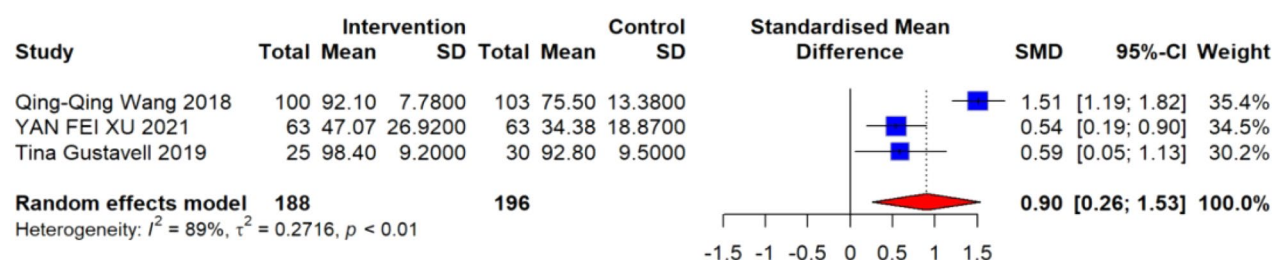 Intervention Control Standardised Mean
Study Total Mean SD Total Mean SD Difference SMD 95%-CI Weight
Qing-Qing Wang 2018 100 92.10 7.7800 103 75.50 13.3800 1.51 [1.19; 1.82] 35.4%
YAN FEI XU 2021 63 47.07 26.9200 63 34.38 18.8700 0.54 [0.19; 0.90] 34.5%
Tina Gustavell 2019 25 98.40 9.2000 30 92.80 9.5000 0.59 [0.05; 1.13] 30.2%
Random effects model 188 196 0.90 [0.26; 1.53] 100.0%
Heterogeneity: I² = 89%, τ² = 0.2716, p < 0.01
-1.5 -1 -0.5 0 0.5 1 1.5